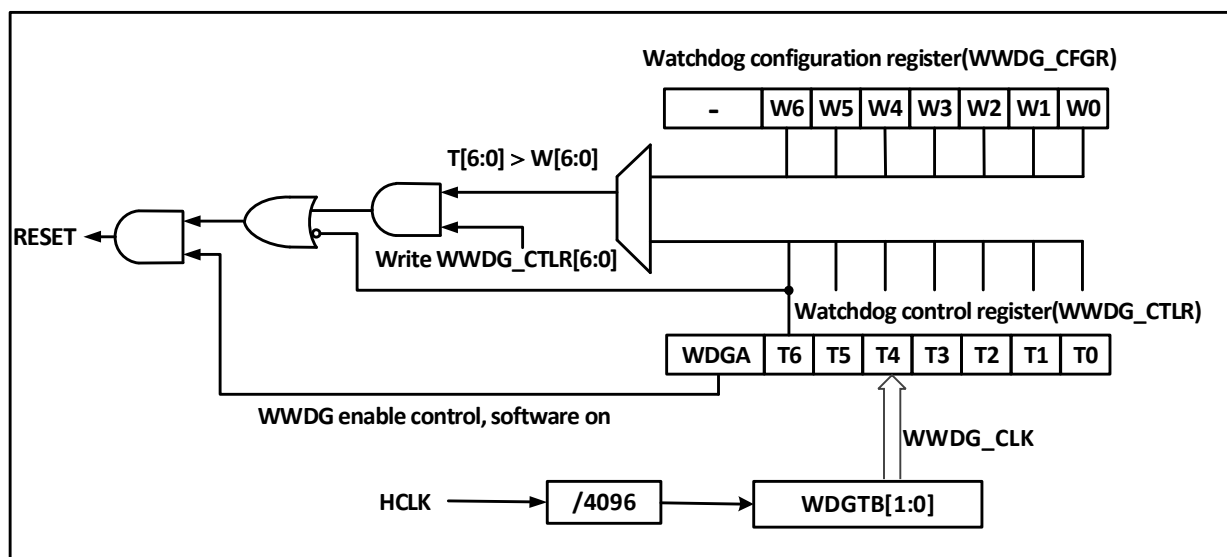 Watchdog configuration register(WWDG_CFGR)
- W6 W5 W4 W3 W2 W1 W0
T[6:0] > W[6:0]
RESET
Write WWDG_CTLR[6:0]
Watchdog control register(WWDG_CTLR)
WDGA T6 T5 T4 T3 T2 T1 T0
WWDG enable control, software on
WWDG_CLK
HCLK /4096 WDGTB[1:0]